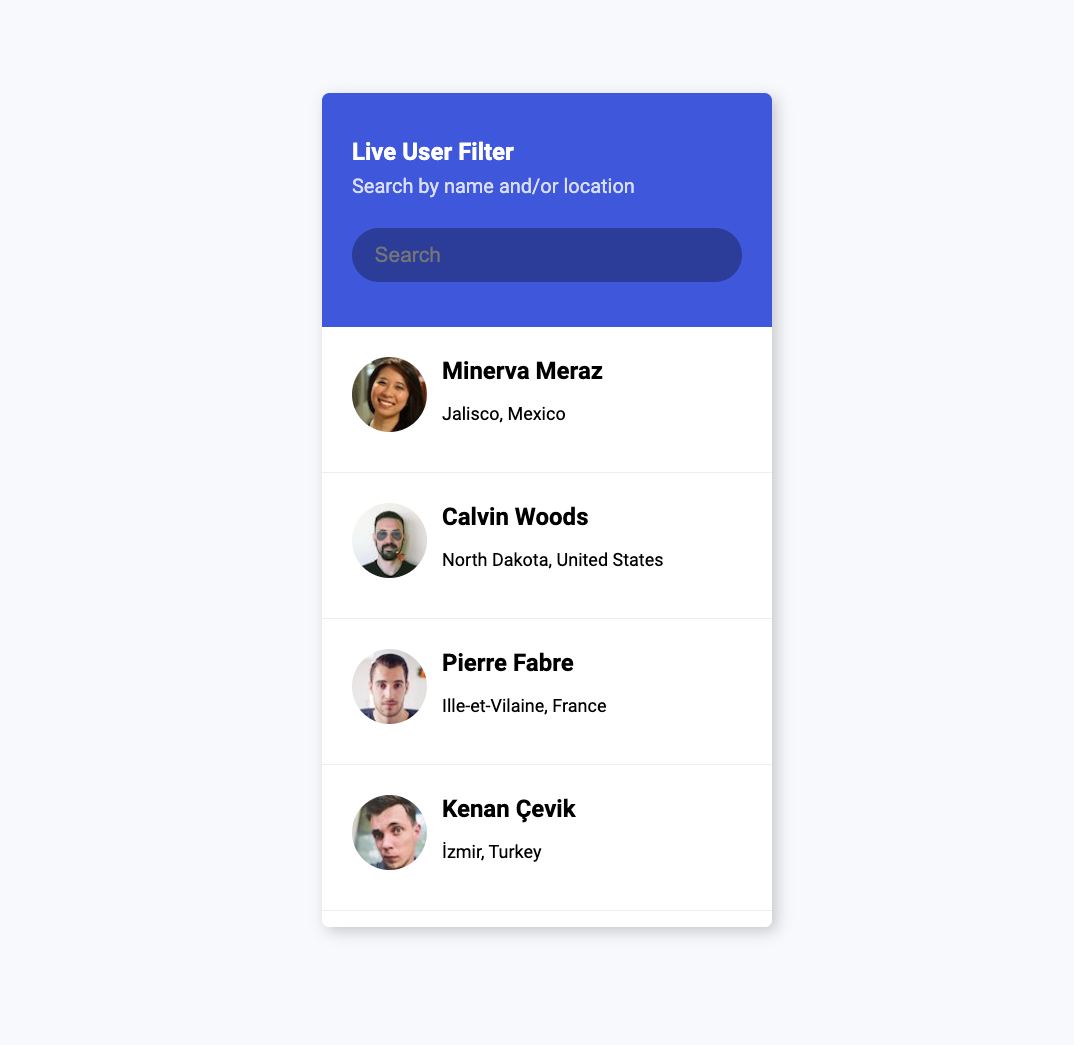 Live User Filter
Search by name and/or location
Search
Minerva Meraz
Jalisco, Mexico
Calvin Woods
North Dakota, United States
Pierre Fabre
Ille-et-Vilaine, France
Kenan Çevik
İzmir, Turkey